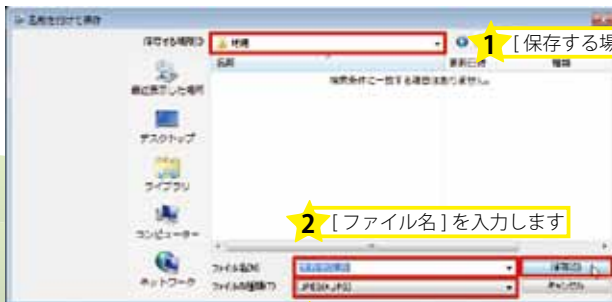 名前を付けて保存
保存する場所(I)
1 [保存する場
名前
更新日時
種類
検索条件に一致する項目はありません。
最近表示した場所
デスクトップ
ライブラリ
コンピューター
ネットワーク
2 [ファイル名]を入力します
ファイル名(N)
保存(S)
ファイルの種類(T)
JPEG(*.JPG)
キャンセル